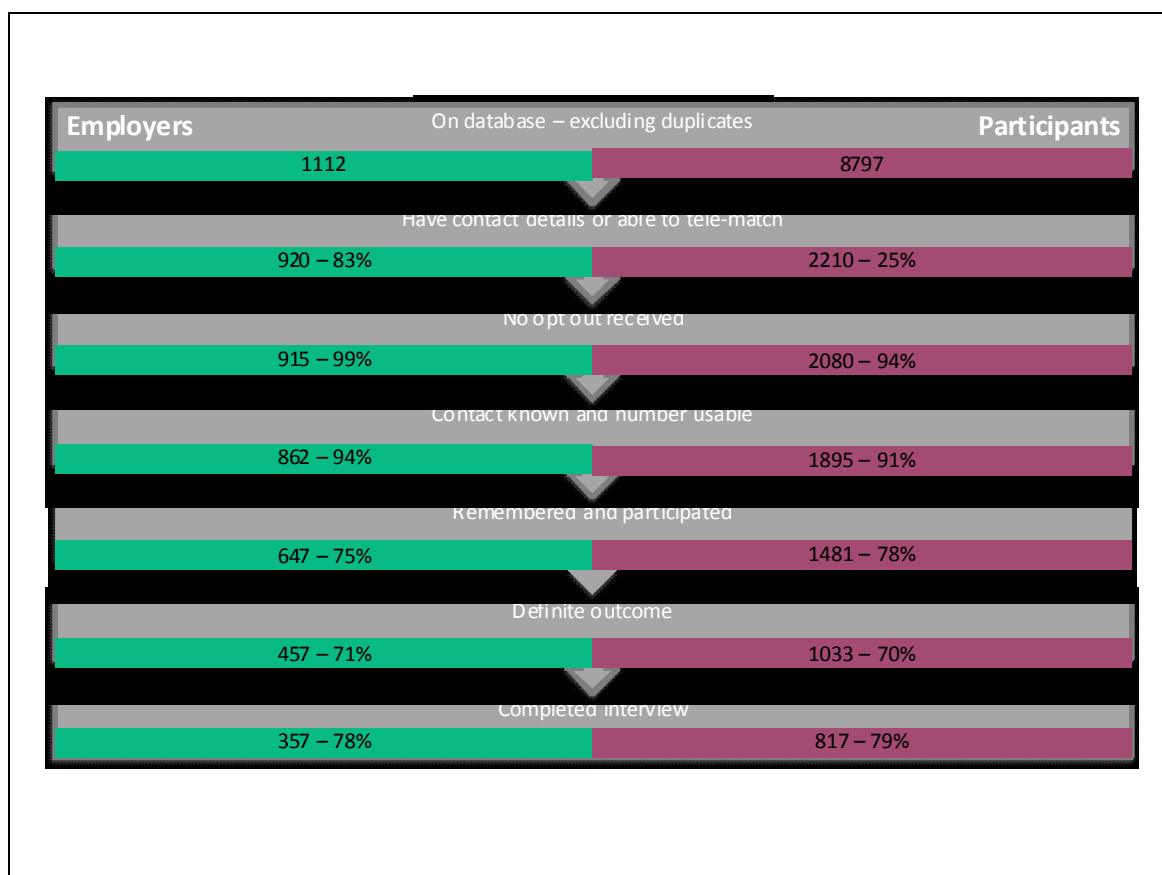 Employers On database – excluding duplicates Participants
1112 8797
Have contact details or able to tele-match
920 – 83% 2210 – 25%
No opt out received
915 – 99% 2080 – 94%
Contact known and number usable
862 – 94% 1895 – 91%
Remembered and participated
647 – 75% 1481 – 78%
Definite outcome
457 – 71% 1033 – 70%
Completed interview
357 – 78% 817 – 79%